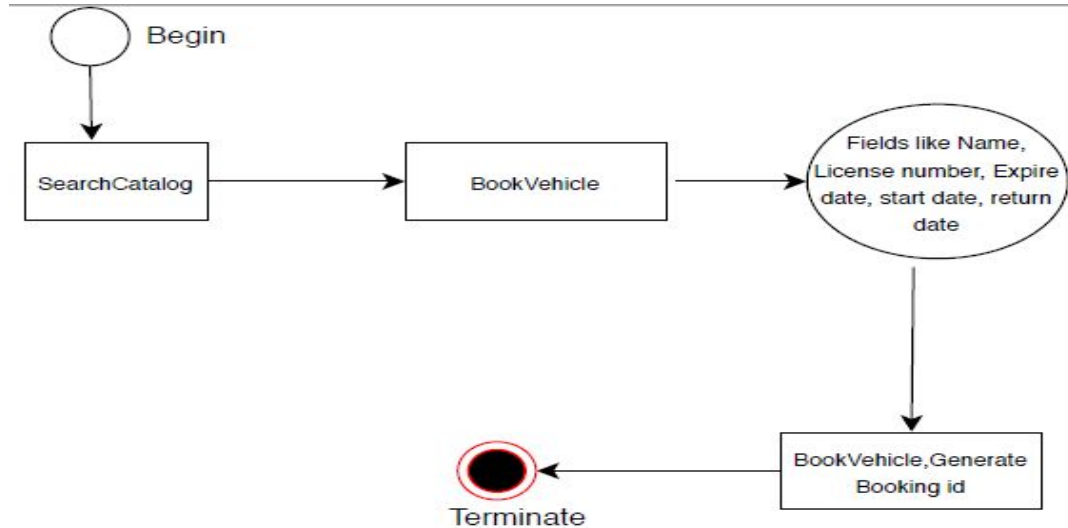 Begin
SearchCatalog
BookVehicle
Fields like Name,
License number, Expire
date, start date, return
date
BookVehicle,Generate
Booking id
Terminate